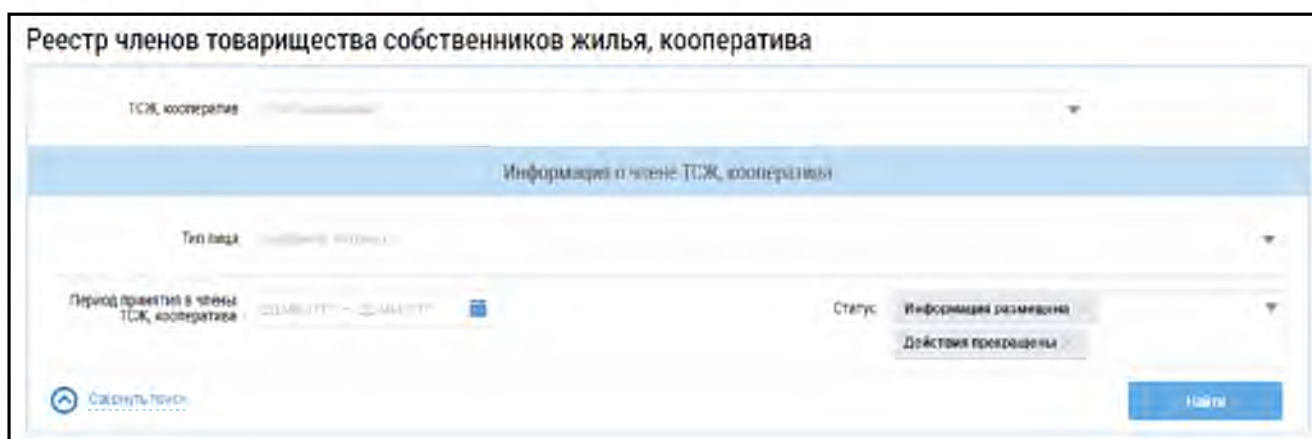 Реестр членов товарищества собственников жилья, кооператива
ТСЖ, кооператив
Информация о члене ТСЖ, кооператива
Тип лица
Период принятия в члены
ТСЖ, кооператива
Статус
Информация размещена
Действия прекращены
Свернуть поиск
Найти